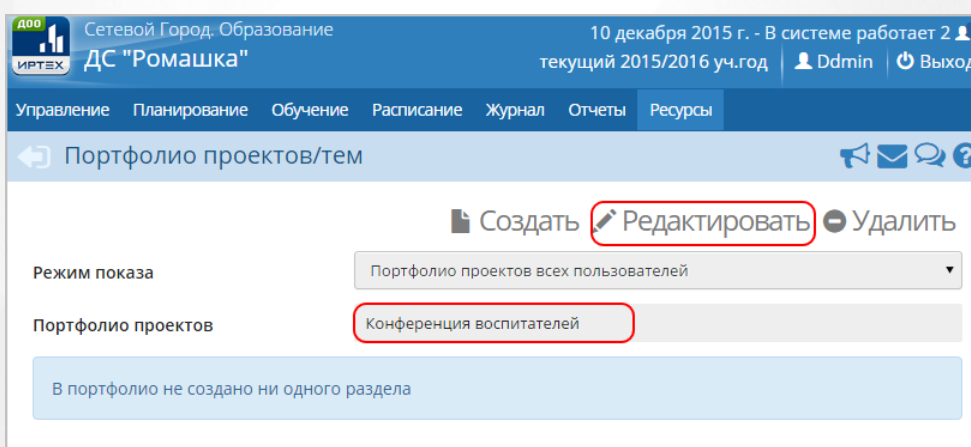 ДОО
ИРТЕХ
Сетевой Город. Образование
ДС "Ромашка"
10 декабря 2015 г. - В системе работает 2
текущий 2015/2016 уч.год Ddmin Выход
Управление Планирование Обучение Расписание Журнал Отчеты Ресурсы
Портфолио проектов/тем
Создать Редактировать Удалить
Режим показа Портфолио проектов всех пользователей
Портфолио проектов Конференция воспитателей
В портфолио не создано ни одного раздела